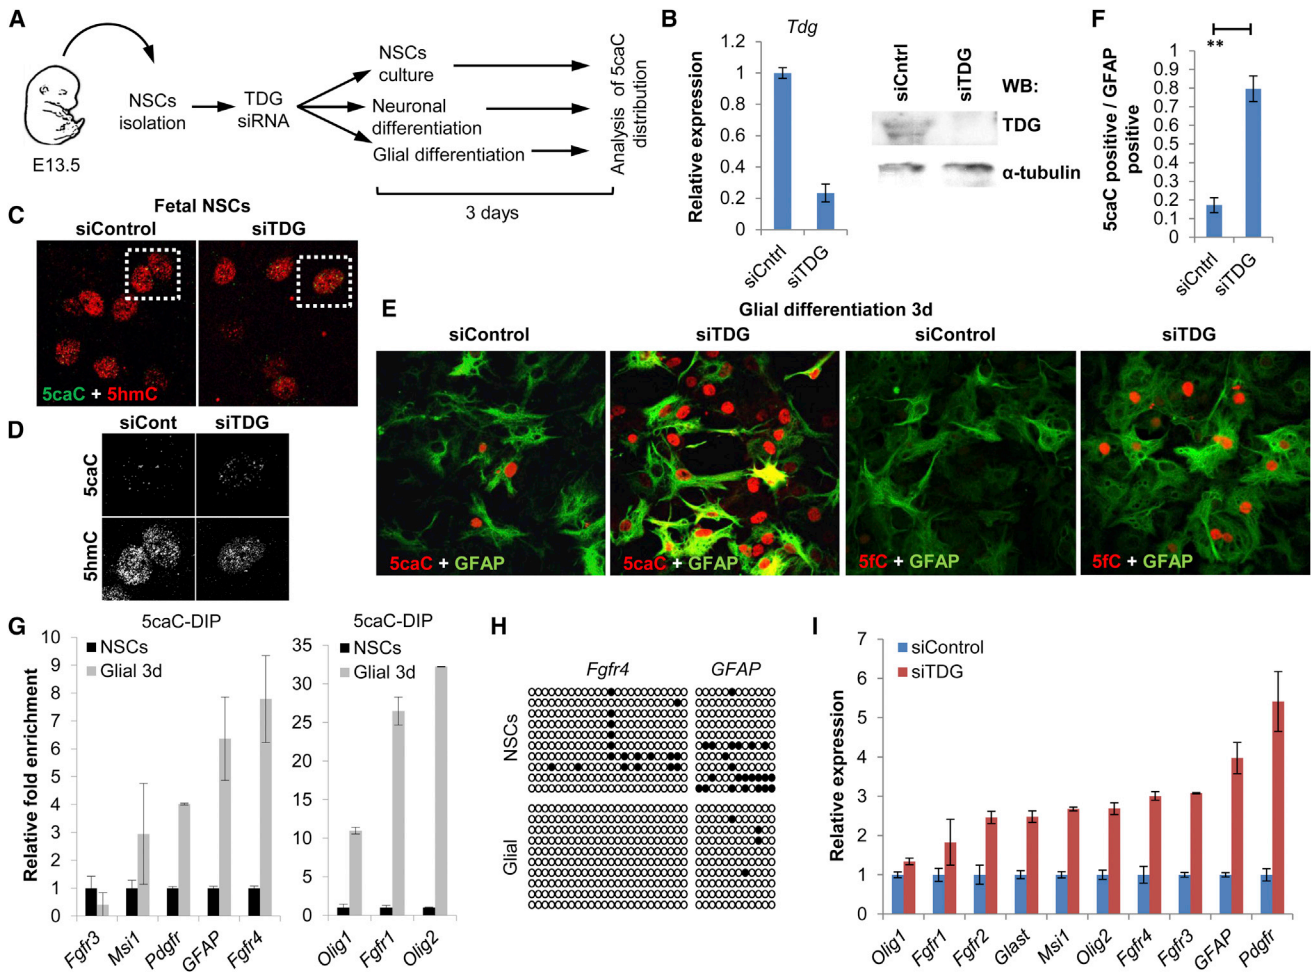 A
E13.5
NSCs
isolation
TDG
siRNA
NSCs
culture
Neuronal
differentiation
Glial differentiation
Analysis of 5caC
distribution
3 days
B
Tdg
Relative expression
1.2
1
0.8
0.6
0.4
0.2
0
siCntrl
siTDG
siCntrl
siTDG
WB:
TDG
α-tubulin
F
**
5caC positive / GFAP
positive
1
0.9
0.8
0.7
0.6
0.5
0.4
0.3
0.2
0.1
0
siCntrl
siTDG
C
Fetal NSCs
siControl
siTDG
5caC + 5hmC
D
siCont
siTDG
5caC
5hmC
E
Glial differentiation 3d
siControl
siTDG
siControl
siTDG
5caC + GFAP
5caC + GFAP
5fC + GFAP
5fC + GFAP
G
5caC-DIP
NSCs
Glial 3d
Relative fold enrichment
10
9
8
7
6
5
4
3
2
1
0
Fgfr3
Msi1
Pdgfr
GFAP
Fgfr4
5caC-DIP
NSCs
Glial 3d
35
30
25
20
15
10
5
0
Olig1
Fgfr1
Olig2
H
Fgfr4
GFAP
NSCs
Glial
I
siControl
siTDG
Relative expression
7
6
5
4
3
2
1
0
Olig1
Fgfr1
Fgfr2
Glast
Msi1
Olig2
Fgfr4
Fgfr3
GFAP
Pdgfr